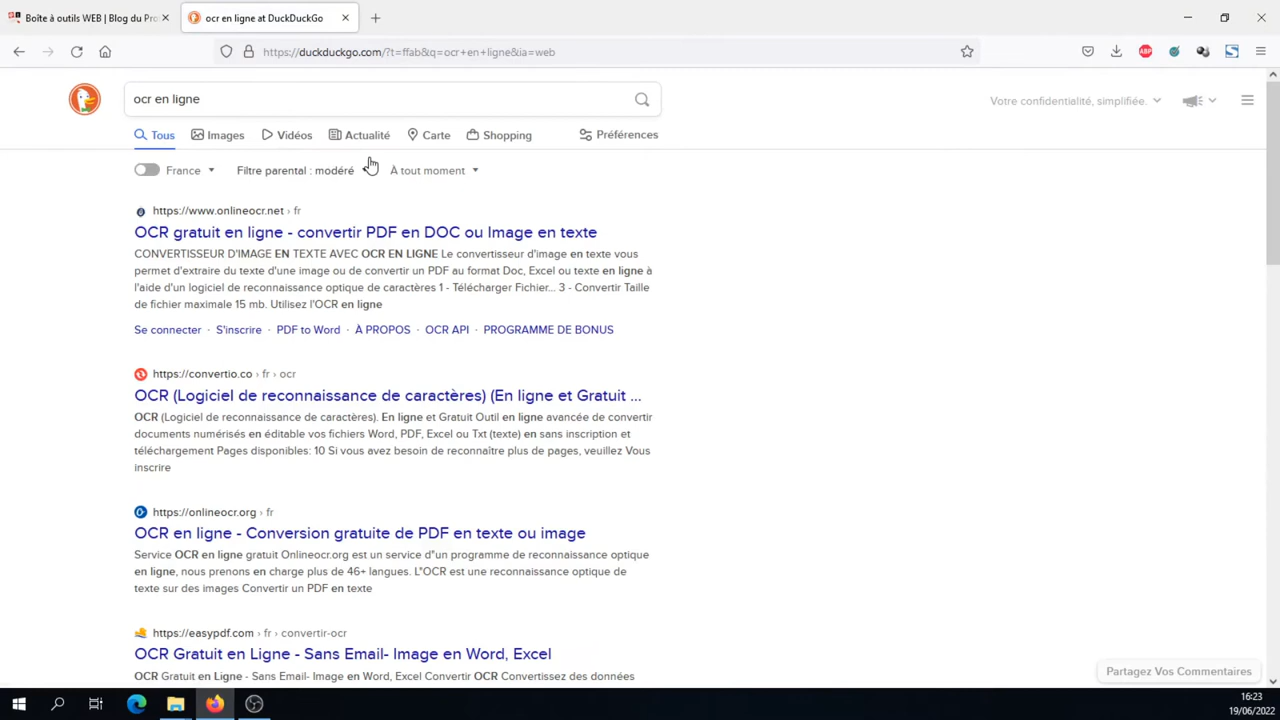 Boîte à outils WEB | Blog du Pro
ocr en ligne at DuckDuckGo
https://duckduckgo.com/?t=ffab&q=ocr+en+ligne&ia=web
ocr en ligne
Votre confidentialité, simplifiée.
Tous
Images
Vidéos
Actualité
Carte
Shopping
Préférences
France
Filtre parental : modéré
À tout moment
https://www.onlineocr.net › fr
OCR gratuit en ligne - convertir PDF en DOC ou Image en texte
CONVERTISSEUR D'IMAGE EN TEXTE AVEC OCR EN LIGNE Le convertisseur d'image en texte vous
permet d'extraire du texte d'une image ou de convertir un PDF au format Doc, Excel ou texte en ligne à
l'aide d'un logiciel de reconnaissance optique de caractères 1 - Télécharger Fichier... 3 - Convertir Taille
de fichier maximale 15 mb. Utilisez l'OCR en ligne
Se connecter · S'inscrire · PDF to Word · À PROPOS · OCR API · PROGRAMME DE BONUS
https://convertio.co › fr › ocr
OCR (Logiciel de reconnaissance de caractères) (En ligne et Gratuit ...
OCR (Logiciel de reconnaissance de caractères). En ligne et Gratuit Outil en ligne avancée de convertir
documents numérisés en éditable vos fichiers Word, PDF, Excel ou Txt (texte) en sans inscription et
téléchargement Pages disponibles: 10 Si vous avez besoin de reconnaître plus de pages, veuillez Vous
inscrire
https://onlineocr.org › fr
OCR en ligne - Conversion gratuite de PDF en texte ou image
Service OCR en ligne gratuit Onlineocr.org est un service d"un programme de reconnaissance optique
en ligne, nous prenons en charge plus de 46+ langues. L"OCR est une reconnaissance optique de
texte sur des images Convertir un PDF en texte
https://easypdf.com › fr › convertir-ocr
OCR Gratuit en Ligne - Sans Email- Image en Word, Excel
OCR Gratuit en Ligne - Sans Email- Image en Word, Excel Convertir OCR Convertissez des données
Partagez Vos Commentaires
16:23
19/06/2022